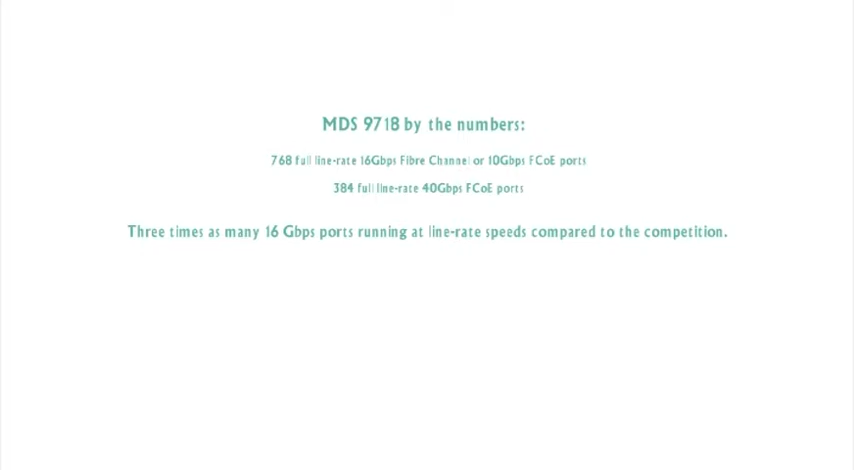 MDS 9718 by the numbers:
768 full line-rate 16Gbps Fibre Channel or 10Gbps FCoE ports
384 full line-rate 40Gbps FCoE ports
Three times as many 16 Gbps ports running at line-rate speeds compared to the competition.